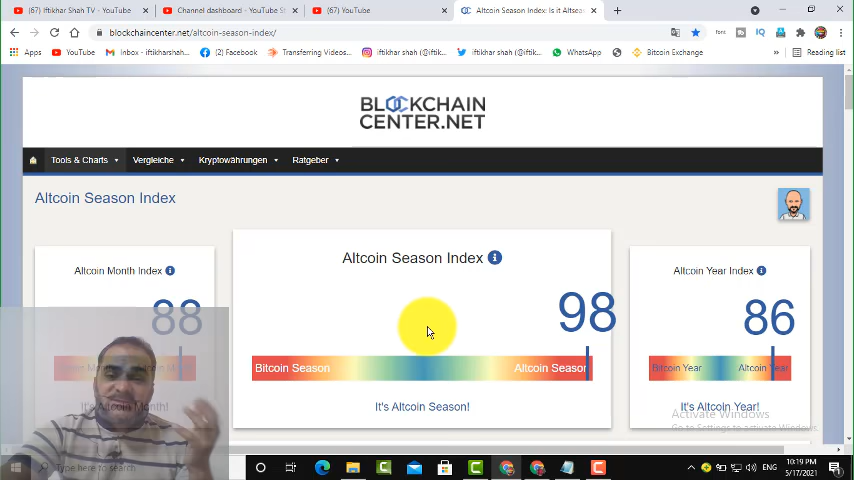 (67) Iftikhar Shah TV - YouTube
Channel dashboard - YouTube St
(67) YouTube
Altcoin Season Index: Is it Altsea
blockchaincenter.net/altcoin-season-index/
Apps
YouTube
Inbox - iftikharshah...
(2) Facebook
Transferring Videos...
iftikhar shah (@iftik...
iftikhar shah (@iftik...
WhatsApp
Bitcoin Exchange
»
Reading list
BLOCKCHAIN
CENTER.NET
Tools & Charts
Vergleiche
Kryptowährungen
Ratgeber
Altcoin Season Index
Altcoin Month Index
88
It's Altcoin Month!
Altcoin Season Index
98
Bitcoin Season
Altcoin Season
It's Altcoin Season!
Altcoin Year Index
86
Bitcoin Year
Altcoin Year
It's Altcoin Year!
Activate Windows
Go to Settings to activate Windows.
Type here to search
ENG
10:19 PM
5/17/2021